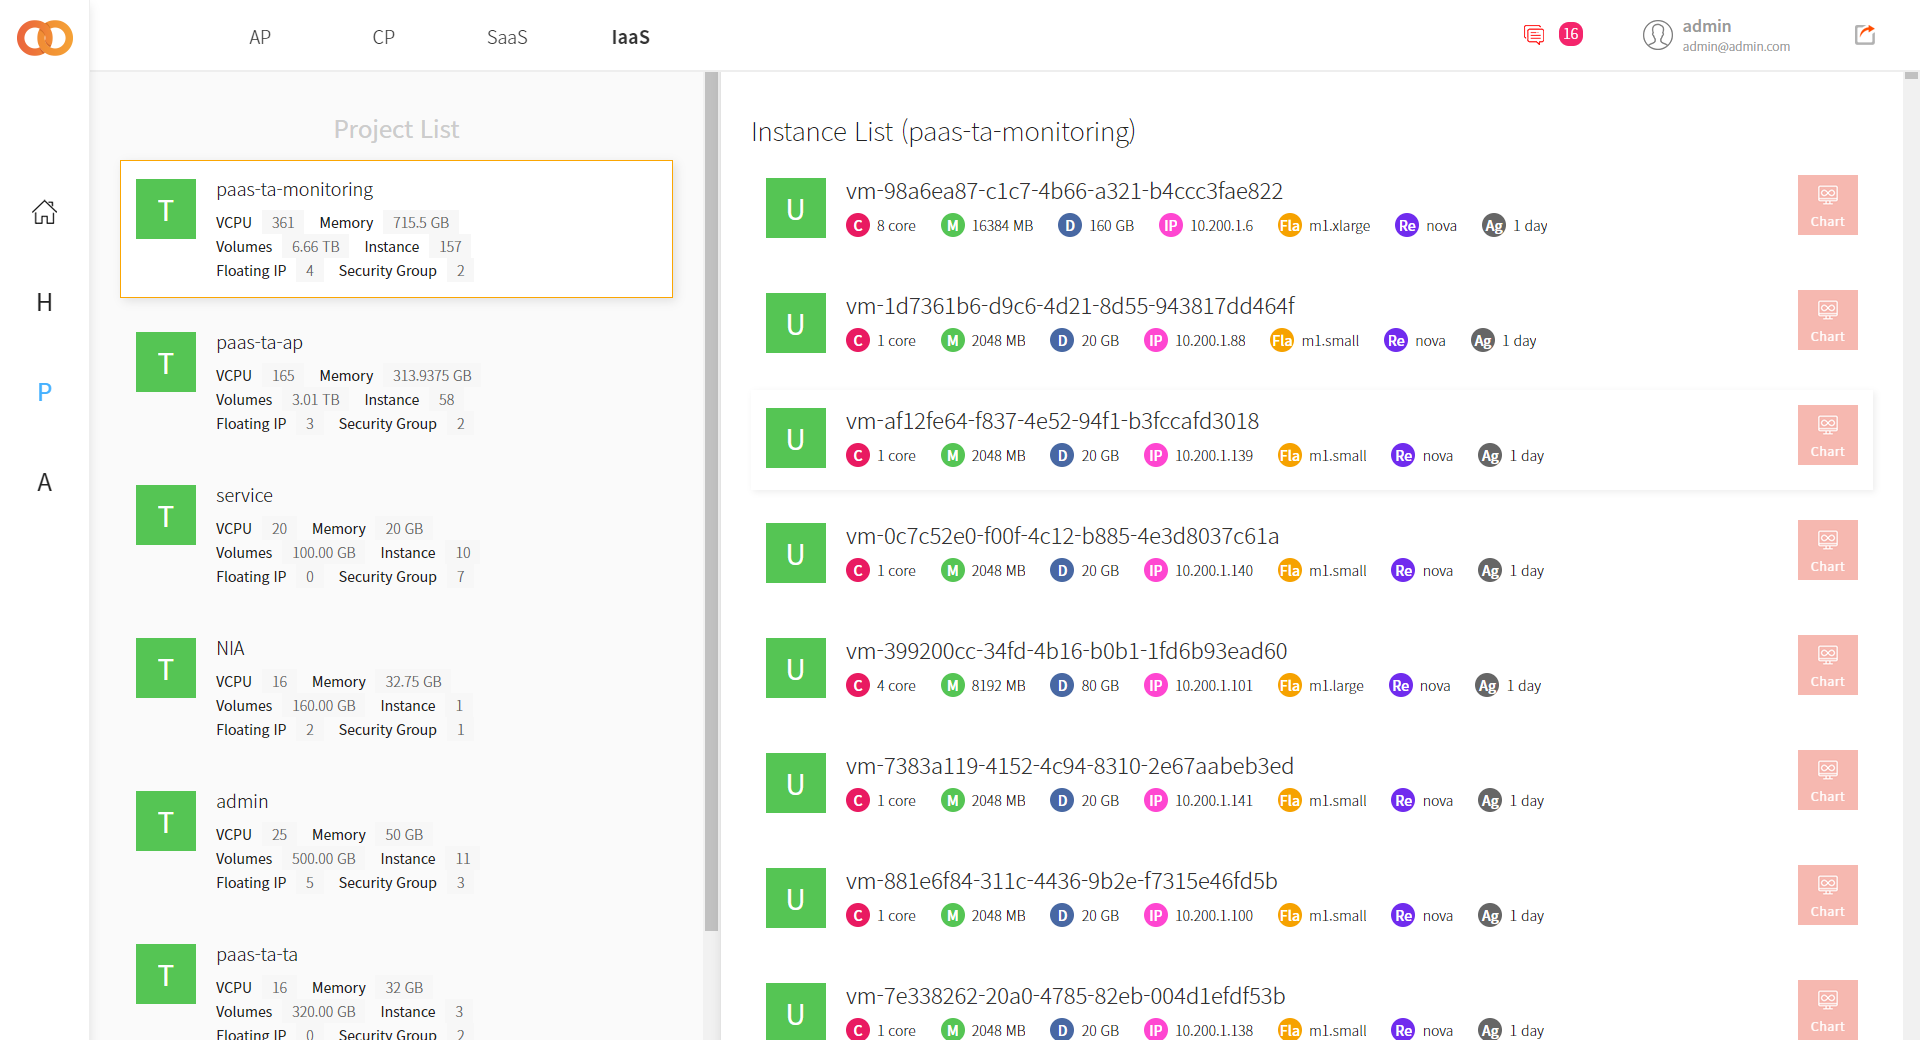 AP CP SaaS IaaS 16 admin
admin@admin.com
H
P
A
Project List
T paas-ta-monitoring
VCPU 361 Memory 715.5 GB
Volumes 6.66 TB Instance 157
Floating IP 4 Security Group 2
T paas-ta-ap
VCPU 165 Memory 313.9375 GB
Volumes 3.01 TB Instance 58
Floating IP 3 Security Group 2
T service
VCPU 20 Memory 20 GB
Volumes 100.00 GB Instance 10
Floating IP 0 Security Group 7
T NIA
VCPU 16 Memory 32.75 GB
Volumes 160.00 GB Instance 1
Floating IP 2 Security Group 1
T admin
VCPU 25 Memory 50 GB
Volumes 500.00 GB Instance 11
Floating IP 5 Security Group 3
T paas-ta-ta
VCPU 16 Memory 32 GB
Volumes 320.00 GB Instance 3
Floating IP 0 Security Group 2
Instance List (paas-ta-monitoring)
U vm-98a6ea87-c1c7-4b66-a321-b4ccc3fae822
C 8 core M 16384 MB D 160 GB IP 10.200.1.6 Fla m1.xlarge Re nova Ag 1 day Chart
U vm-1d7361b6-d9c6-4d21-8d55-943817dd464f
C 1 core M 2048 MB D 20 GB IP 10.200.1.88 Fla m1.small Re nova Ag 1 day Chart
U vm-af12fe64-f837-4e52-94f1-b3fccafd3018
C 1 core M 2048 MB D 20 GB IP 10.200.1.139 Fla m1.small Re nova Ag 1 day Chart
U vm-0c7c52e0-f00f-4c12-b885-4e3d8037c61a
C 1 core M 2048 MB D 20 GB IP 10.200.1.140 Fla m1.small Re nova Ag 1 day Chart
U vm-399200cc-34fd-4b16-b0b1-1fd6b93ead60
C 4 core M 8192 MB D 80 GB IP 10.200.1.101 Fla m1.large Re nova Ag 1 day Chart
U vm-7383a119-4152-4c94-8310-2e67aabeb3ed
C 1 core M 2048 MB D 20 GB IP 10.200.1.141 Fla m1.small Re nova Ag 1 day Chart
U vm-881e6f84-311c-4436-9b2e-f7315e46fd5b
C 1 core M 2048 MB D 20 GB IP 10.200.1.100 Fla m1.small Re nova Ag 1 day Chart
U vm-7e338262-20a0-4785-82eb-004d1efdf53b
C 1 core M 2048 MB D 20 GB IP 10.200.1.138 Fla m1.small Re nova Ag 1 day Chart